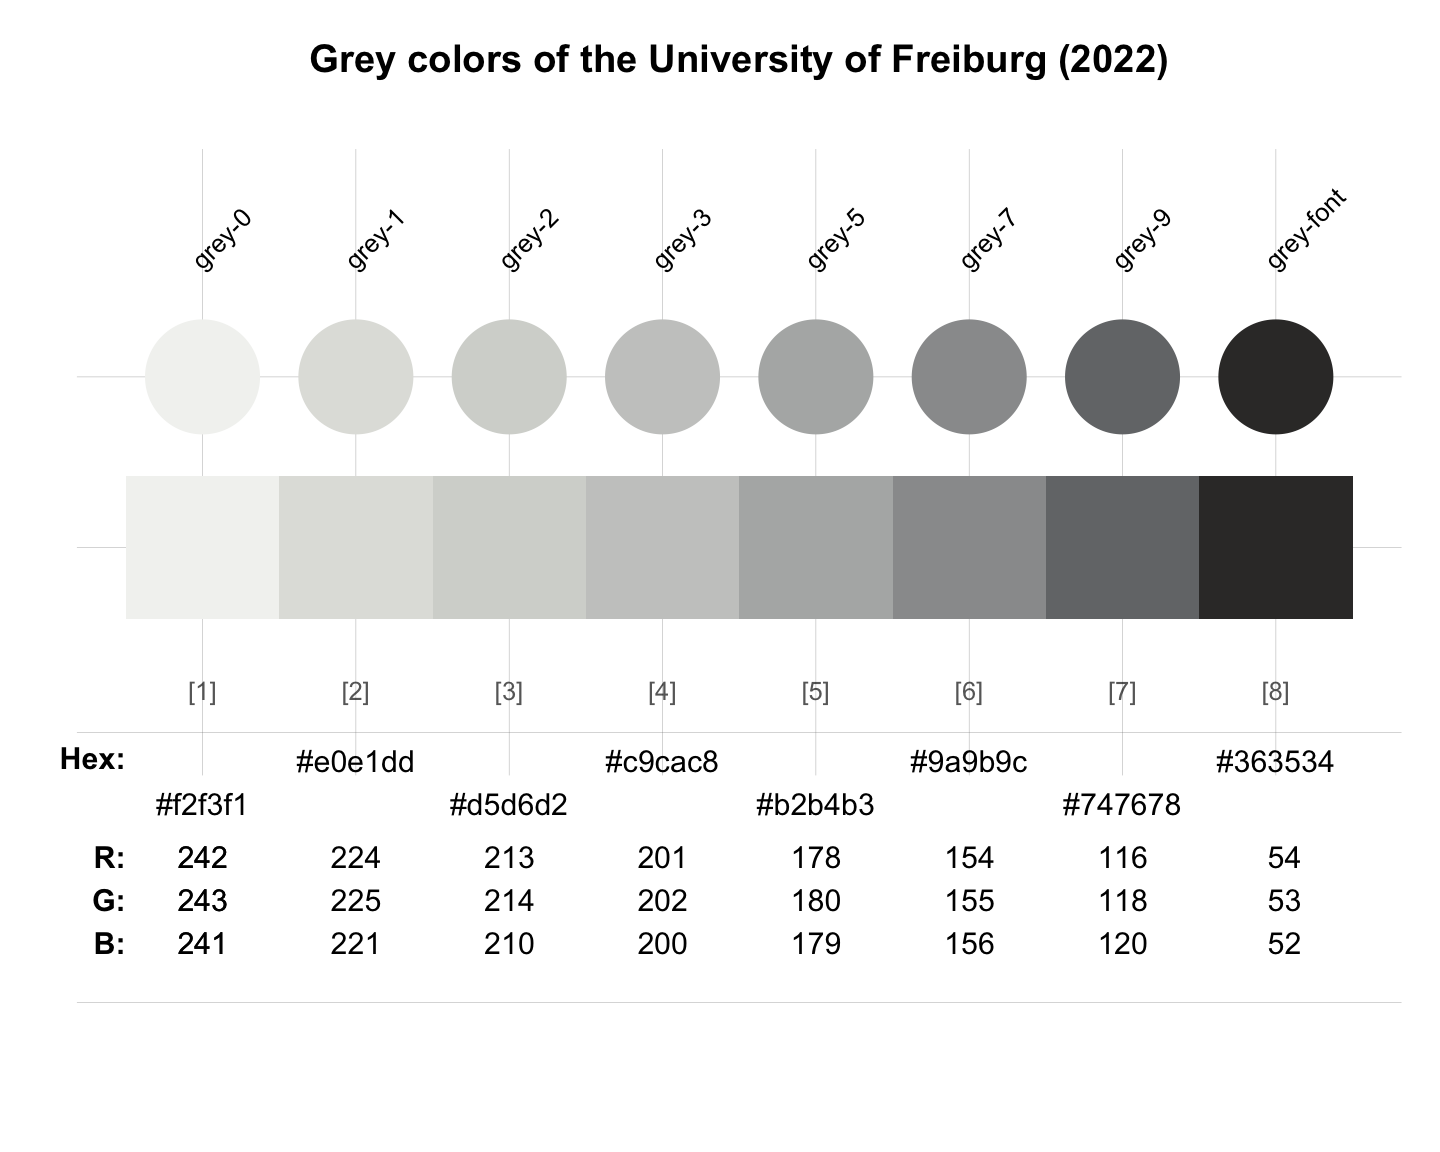 Grey colors of the University of Freiburg (2022)
grey-0 grey-1 grey-2 grey-3 grey-5 grey-7 grey-9 grey-font
[1] [2] [3] [4] [5] [6] [7] [8]
Hex: #e0e1dd #c9cac8 #9a9b9c #363534
#f2f3f1 #d5d6d2 #b2b4b3 #747678
R: 242 224 213 201 178 154 116 54
G: 243 225 214 202 180 155 118 53
B: 241 221 210 200 179 156 120 52